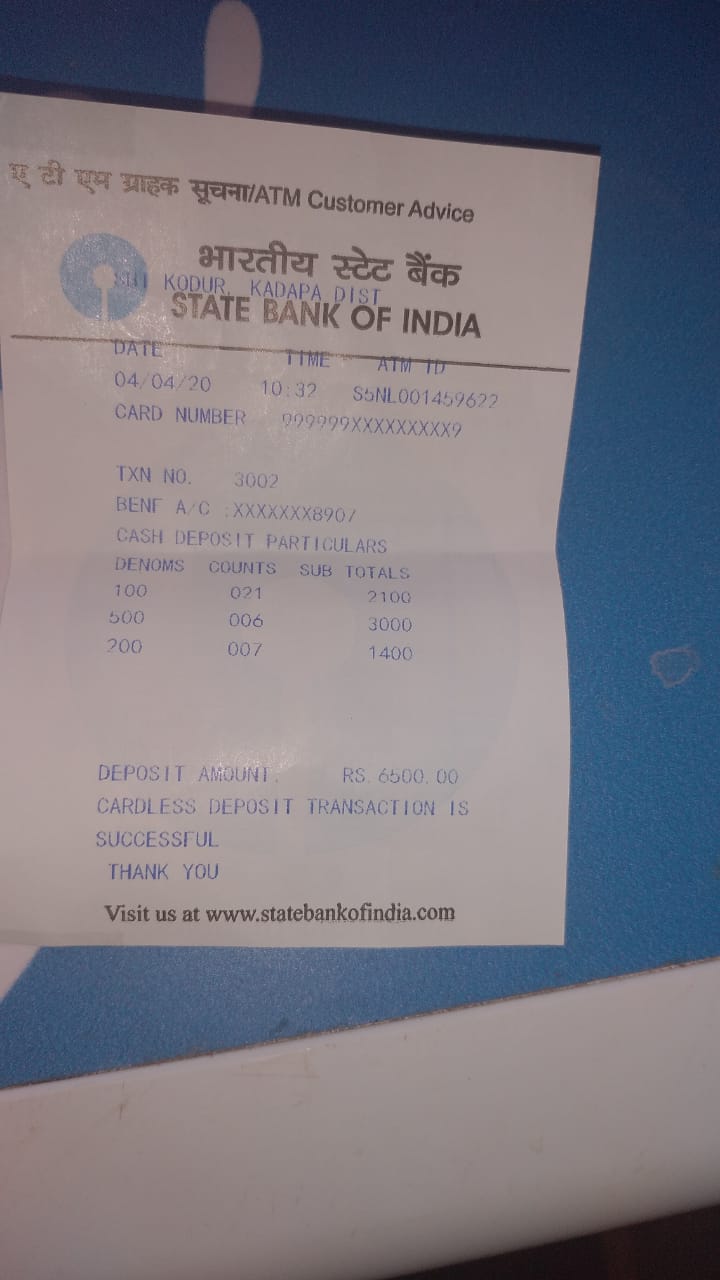 ए टी एम ग्राहक सूचना/ATM Customer Advice
भारतीय स्टेट बैंक
SBI KODUR, KADAPA DIST
STATE BANK OF INDIA
DATE TIME ATM ID
04/04/20 10:32 S5NL001459622
CARD NUMBER 999999XXXXXXXXX9
TXN NO. 3002
BENF A/C :XXXXXXX8907
CASH DEPOSIT PARTICULARS
DENOMS COUNTS SUB TOTALS
100 021 2100
500 006 3000
200 007 1400
DEPOSIT AMOUNT: RS. 6500.00
CARDLESS DEPOSIT TRANSACTION IS
SUCCESSFUL
THANK YOU
Visit us at www.statebankofindia.com